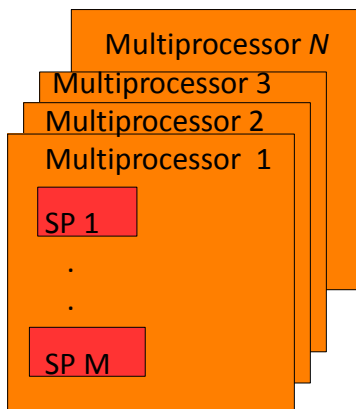 Multiprocessor N
Multiprocessor 3
Multiprocessor 2
Multiprocessor 1
SP 1
.
.
SP M